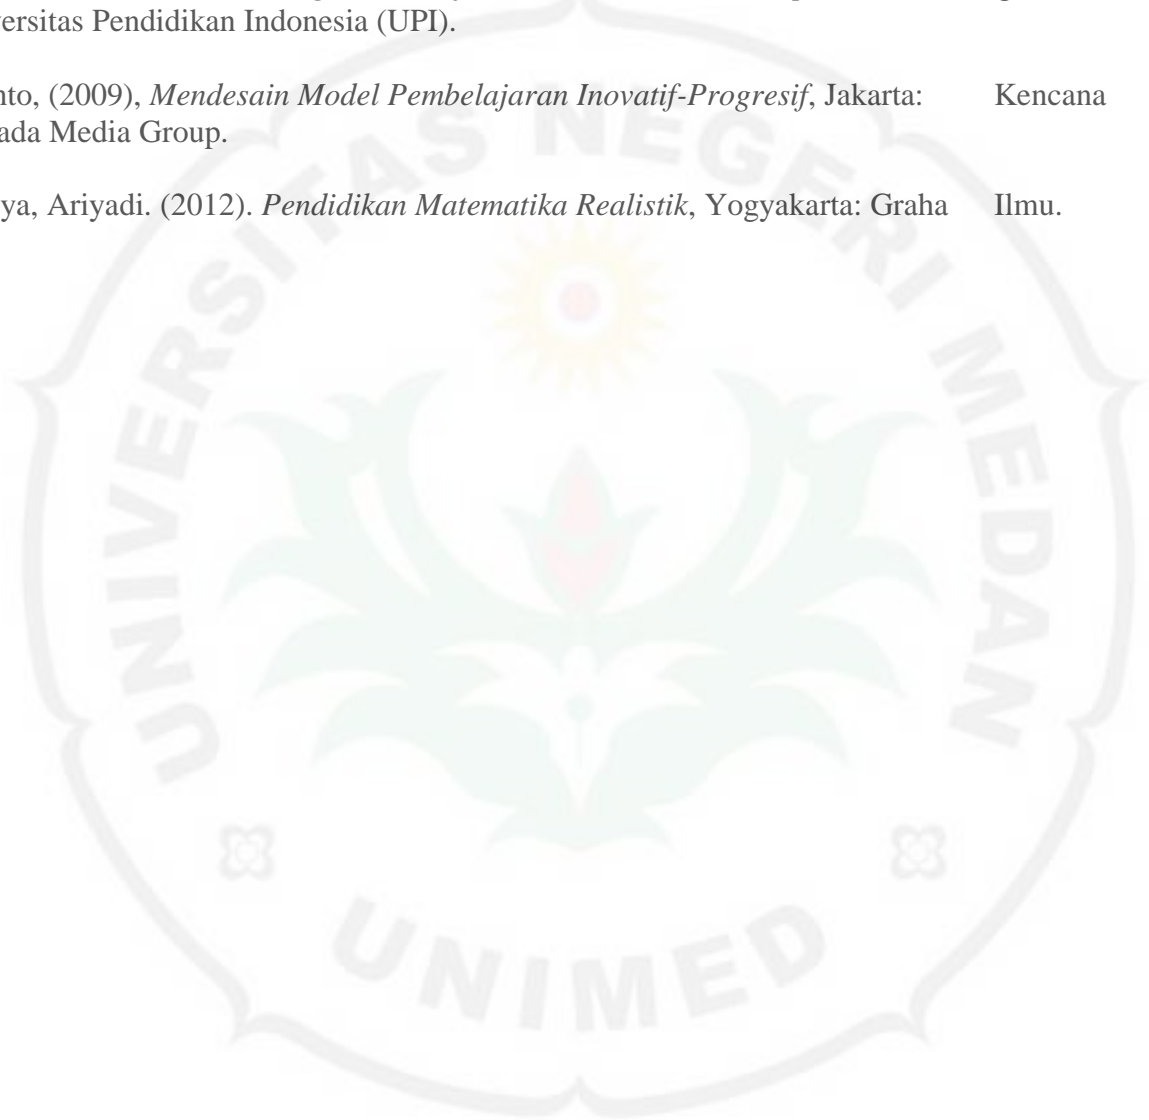 versitas Pendidikan Indonesia (UPI).
nto, (2009), Mendesain Model Pembelajaran Inovatif-Progresif, Jakarta: Kencana
ada Media Group.
ya, Ariyadi. (2012). Pendidikan Matematika Realistik, Yogyakarta: Graha Ilmu.
UNIVERSITAS NEGERI MEDAN
UNIMED